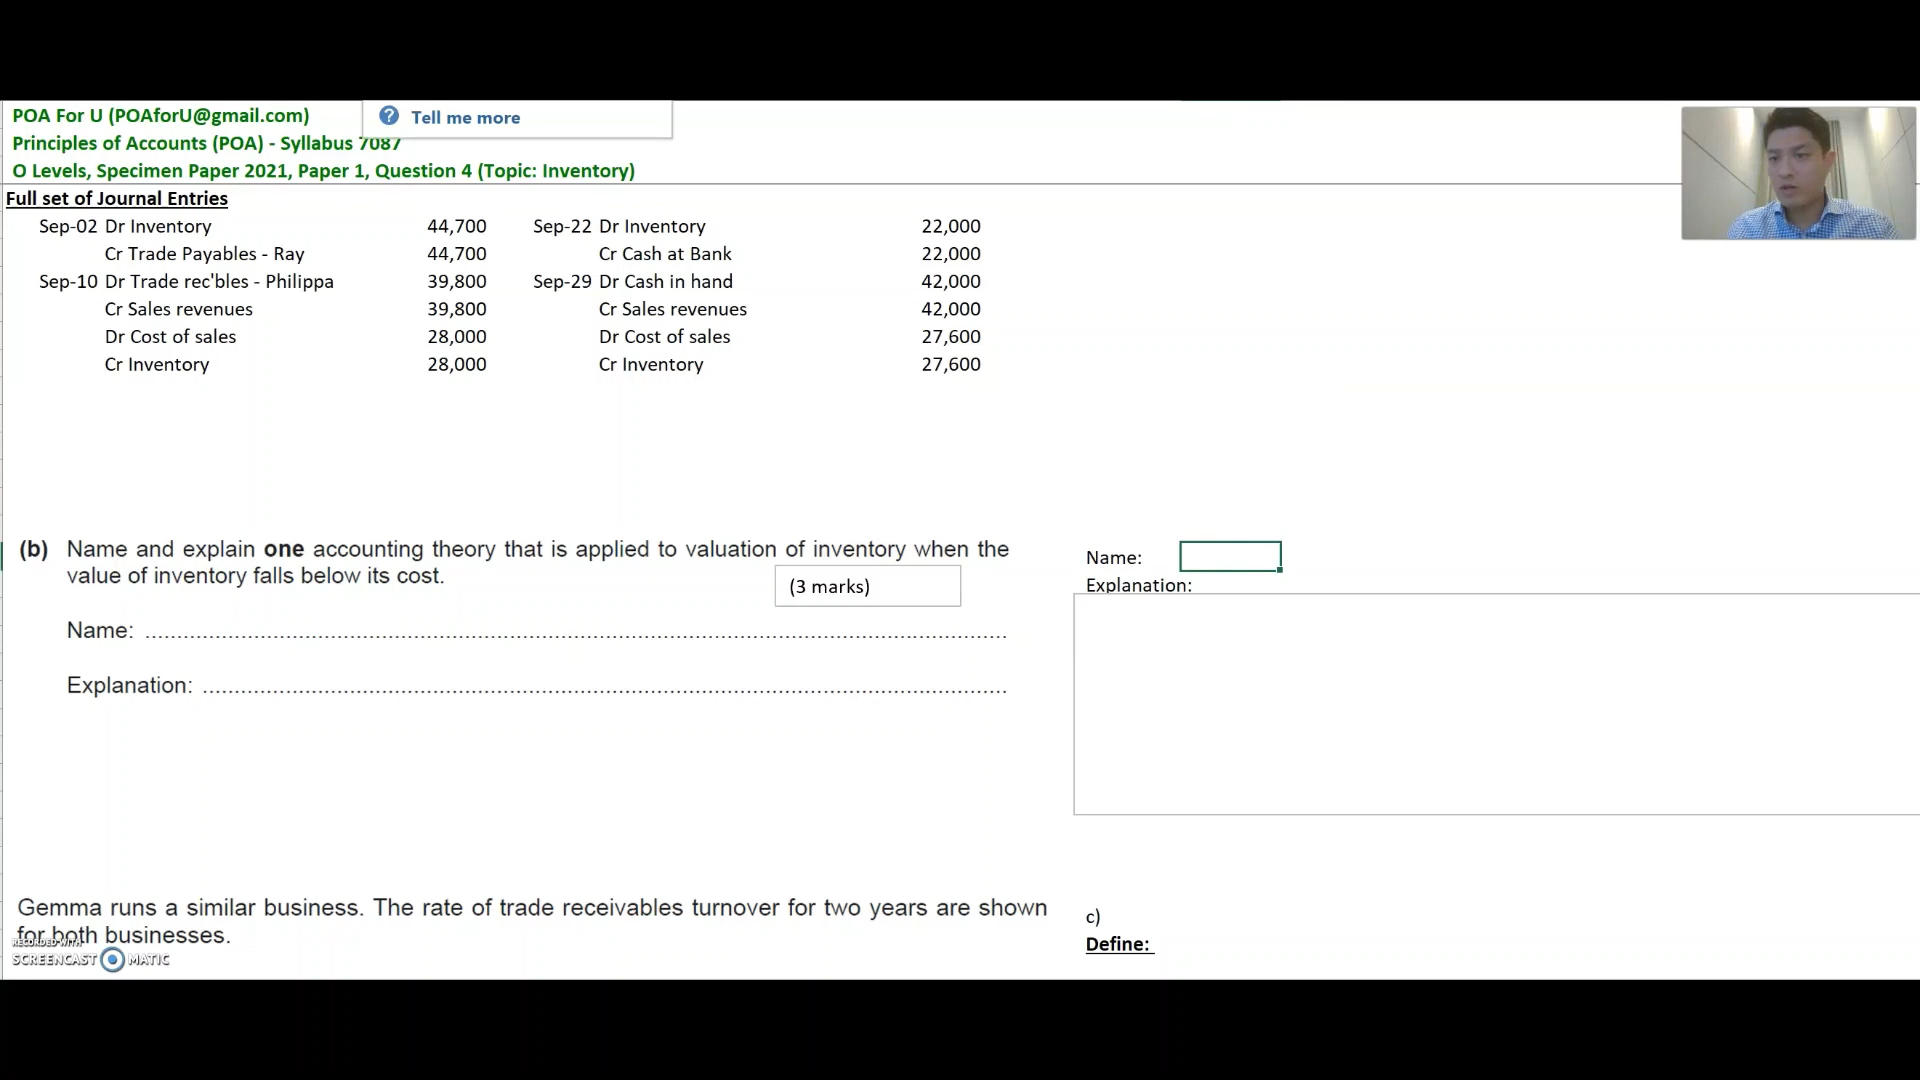 POA For U (POAforU@gmail.com)
Tell me more
Principles of Accounts (POA) - Syllabus 7087
O Levels, Specimen Paper 2021, Paper 1, Question 4 (Topic: Inventory)
Full set of Journal Entries
Sep-02 Dr Inventory 44,700 Sep-22 Dr Inventory 22,000
Cr Trade Payables - Ray 44,700 Cr Cash at Bank 22,000
Sep-10 Dr Trade rec'bles - Philippa 39,800 Sep-29 Dr Cash in hand 42,000
Cr Sales revenues 39,800 Cr Sales revenues 42,000
Dr Cost of sales 28,000 Dr Cost of sales 27,600
Cr Inventory 28,000 Cr Inventory 27,600
(b) Name and explain one accounting theory that is applied to valuation of inventory when the
value of inventory falls below its cost.
(3 marks)
Name: ........................................................................
Explanation: ........................................................................
Name:
Explanation:
Gemma runs a similar business. The rate of trade receivables turnover for two years are shown
for both businesses.
c)
Define:
RECORDED WITH
SCREENCAST MATIC